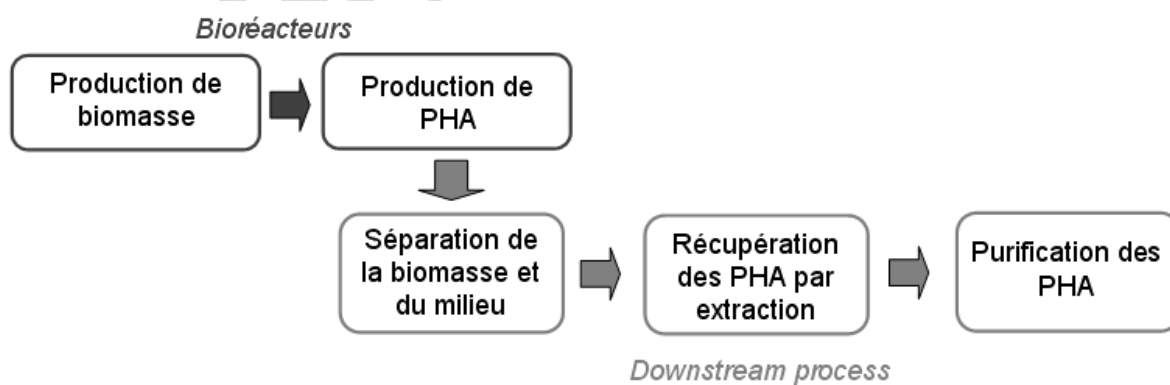 Bioréacteurs
Production de
biomasse
Production de
PHA
Séparation de
la biomasse et
du milieu
Récupération
des PHA par
extraction
Purification des
PHA
Downstream process